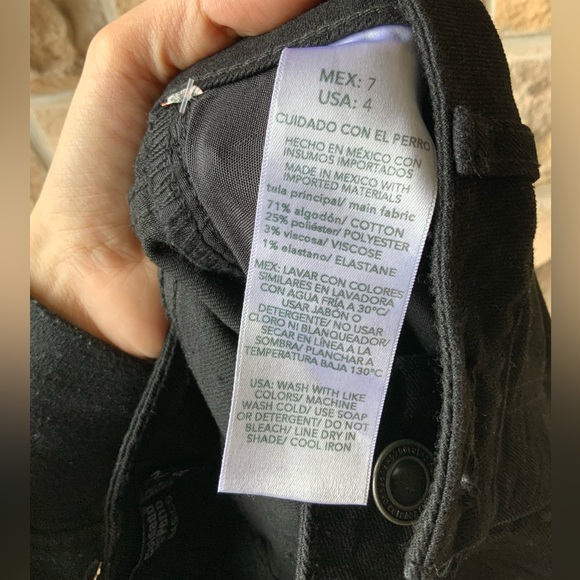 MEX: 7
USA: 4
CUIDADO CON EL PERRO
HECHO EN MÉXICO CON
INSUMOS IMPORTADOS
MADE IN MEXICO WITH
IMPORTED MATERIALS
tela principal/ main fabric
71% algodón/ COTTON
25% poliéster/ POLYESTER
3% viscosa/ VISCOSE
1% elastano/ ELASTANE
MEX: LAVAR CON COLORES
SIMILARES EN LAVADORA
CON AGUA FRÍA A 30°C/
USAR JABÓN O
DETERGENTE/ NO USAR
CLORO NI BLANQUEADOR/
SECAR EN LÍNEA A LA
SOMBRA/ PLANCHAR A
TEMPERATURA BAJA 130°C
USA: WASH WITH LIKE
COLORS/ MACHINE
WASH COLD/ USE SOAP
OR DETERGENT/ DO NOT
BLEACH/ LINE DRY IN
SHADE/ COOL IRON